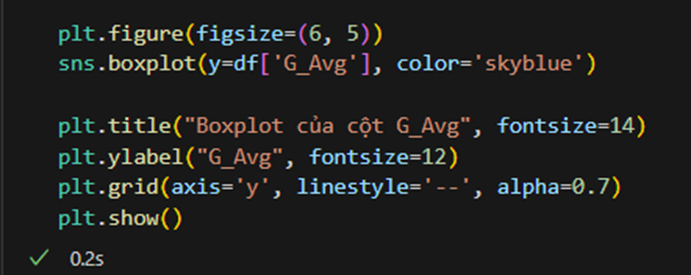 plt.figure(figsize=(6, 5))
sns.boxplot(y=df['G_Avg'], color='skyblue')
plt.title("Boxplot của cột G_Avg", fontsize=14)
plt.ylabel("G_Avg", fontsize=12)
plt.grid(axis='y', linestyle='--', alpha=0.7)
plt.show()
0.2s